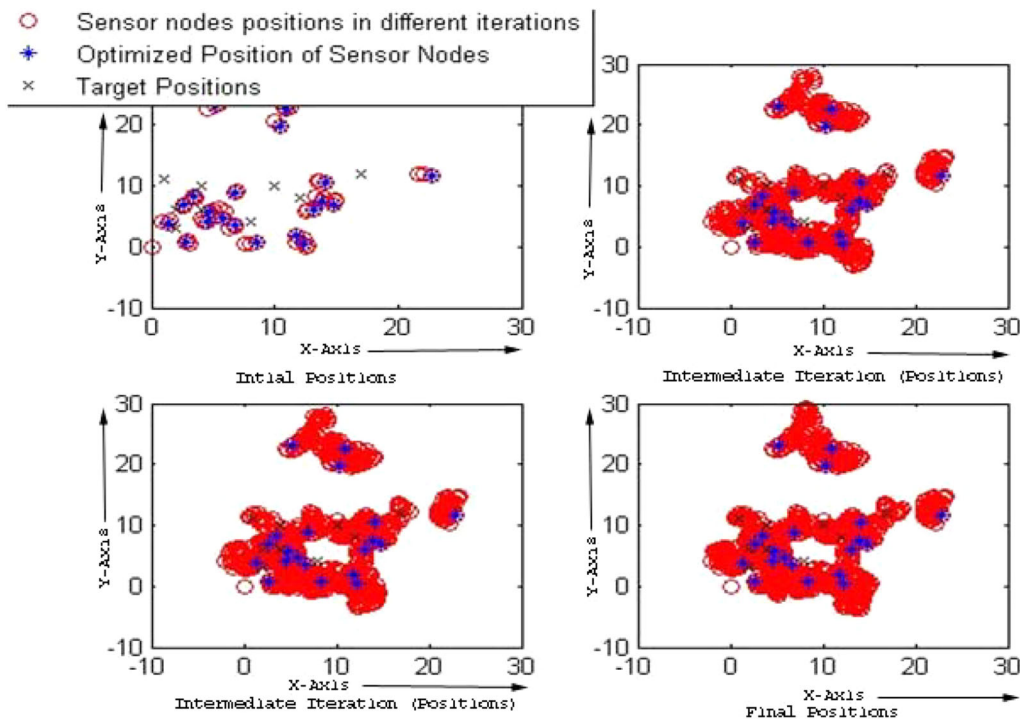 Sensor nodes positions in different iterations
Optimized Position of Sensor Nodes
Target Positions
20
10
0
-10
0
10
20
30
Y-Axis
X-Axis
Intial Positions
30
20
10
0
-10
-10
0
10
20
30
Y-Axis
X-Axis
Intermediate Iteration (Positions)
30
20
10
0
-10
-10
0
10
20
30
Y-Axis
X-Axis
Intermediate Iteration (Positions)
30
20
10
0
-10
-10
0
10
20
30
Y-Axis
X-Axis
Final Positions